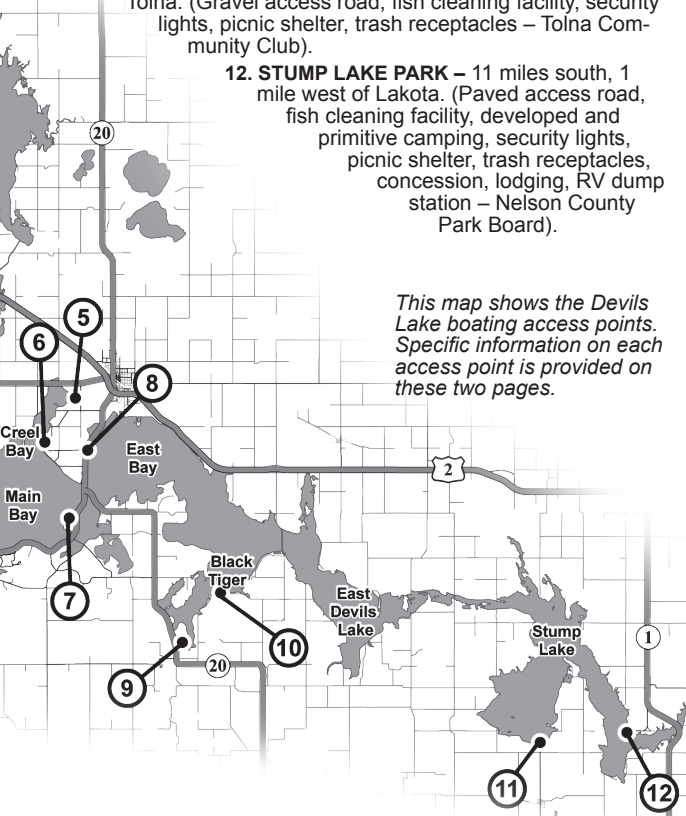 Tolna. (Gravel access road, fish cleaning facility, security
lights, picnic shelter, trash receptacles – Tolna Com-
munity Club).
12. STUMP LAKE PARK – 11 miles south, 1
mile west of Lakota. (Paved access road,
fish cleaning facility, developed and
primitive camping, security lights,
picnic shelter, trash receptacles,
concession, lodging, RV dump
station – Nelson County
Park Board).
20
This map shows the Devils
Lake boating access points.
Specific information on each
access point is provided on
these two pages.
5
6
8
Creel
Bay
East
Bay
2
Main
Bay
7
Black
Tiger
East
Devils
Lake
Stump
Lake
1
10
9
20
11
12